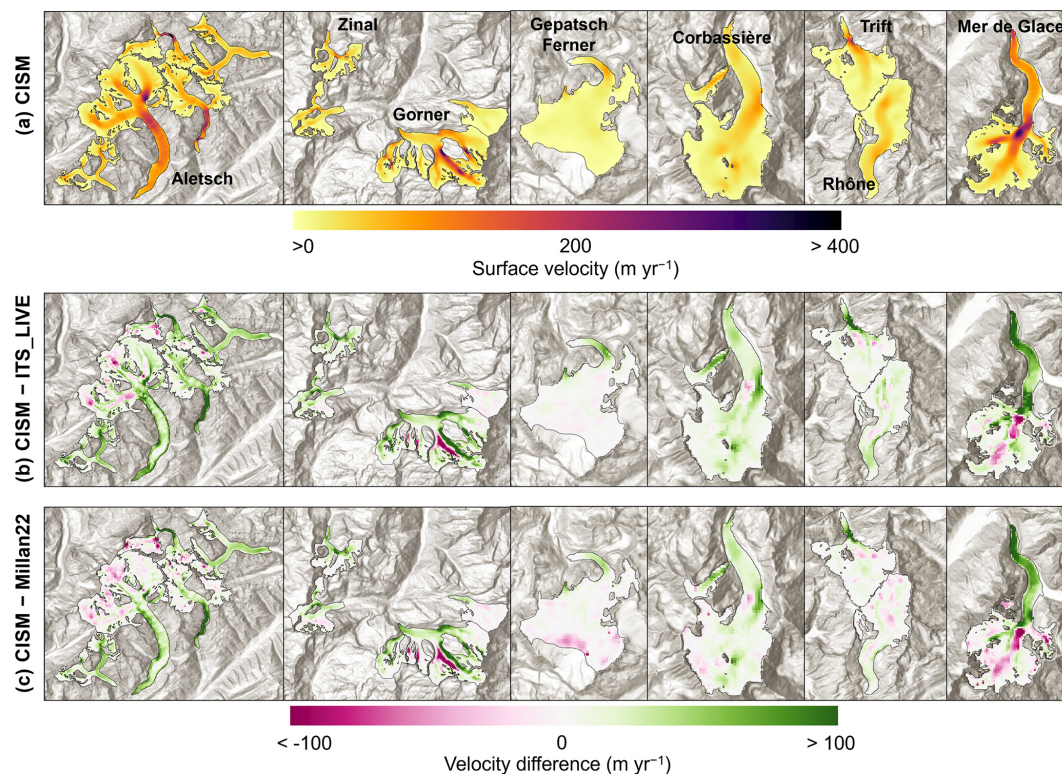 (a) CISM
Zinal
Gepatsch
Ferner
Corbassière
Trift
Mer de Glace
Gorner
Aletsch
Rhône
>0
200
> 400
Surface velocity (m yr⁻¹)
(b) CISM – ITS_LIVE
(c) CISM – Millan22
< -100
0
> 100
Velocity difference (m yr⁻¹)